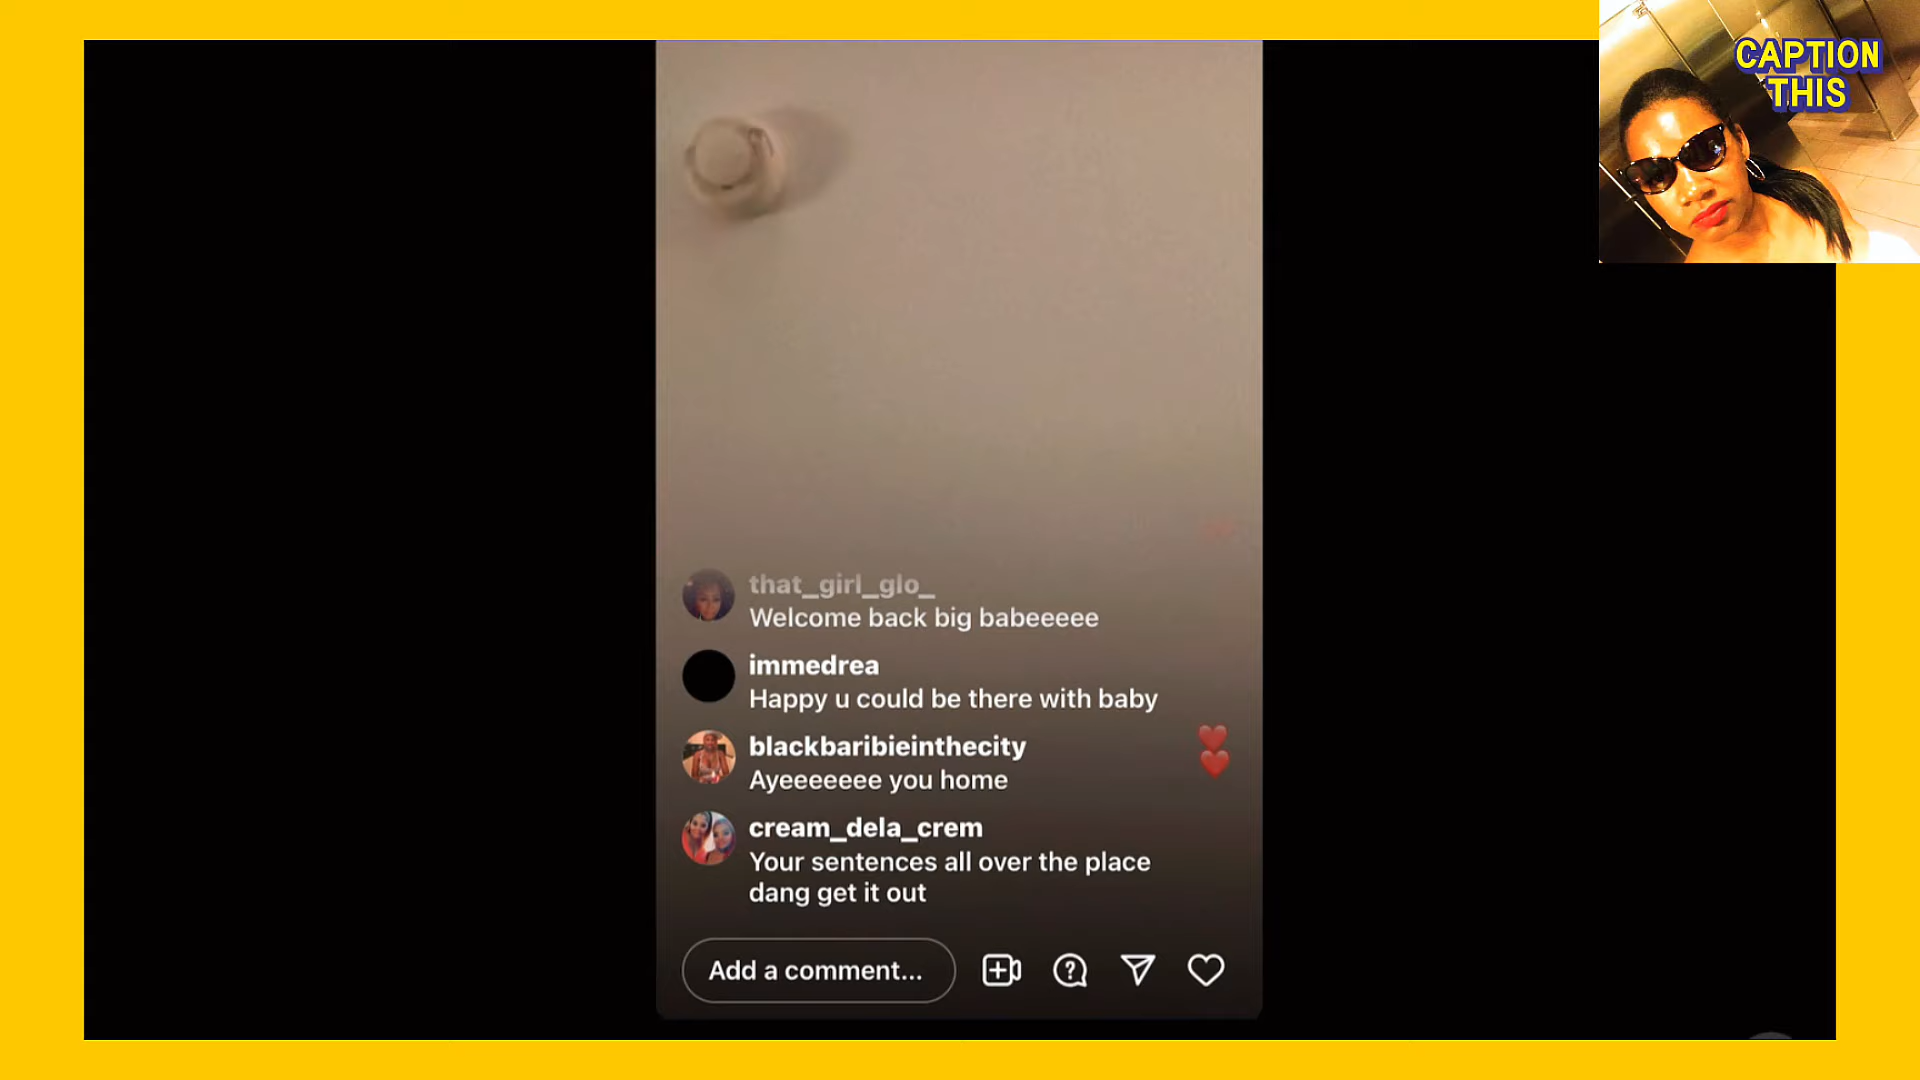 CAPTION
THIS
that_girl_glo_
Welcome back big babeeeee
immedrea
Happy u could be there with baby
blackbaribieinthecity
Ayeeeeeee you home
cream_dela_crem
Your sentences all over the place
dang get it out
Add a comment...